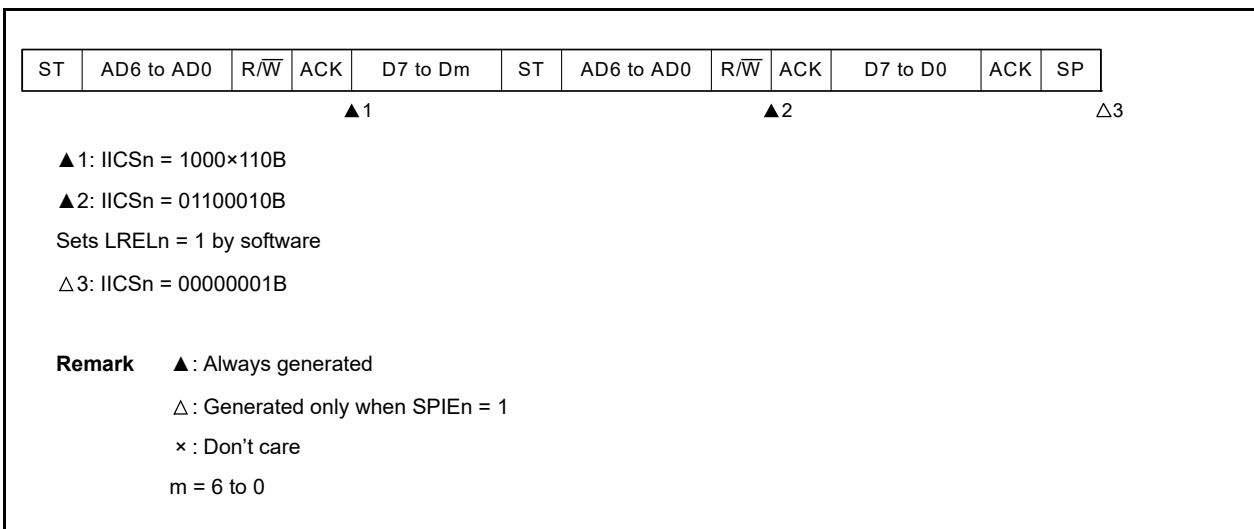 ST AD6 to AD0 R/W̅ ACK D7 to Dm ST AD6 to AD0 R/W̅ ACK D7 to D0 ACK SP
▲1 ▲2 △3
▲1: IICSn = 1000×110B
▲2: IICSn = 01100010B
Sets LRELn = 1 by software
△3: IICSn = 00000001B
Remark ▲: Always generated
△: Generated only when SPIEn = 1
×: Don't care
m = 6 to 0